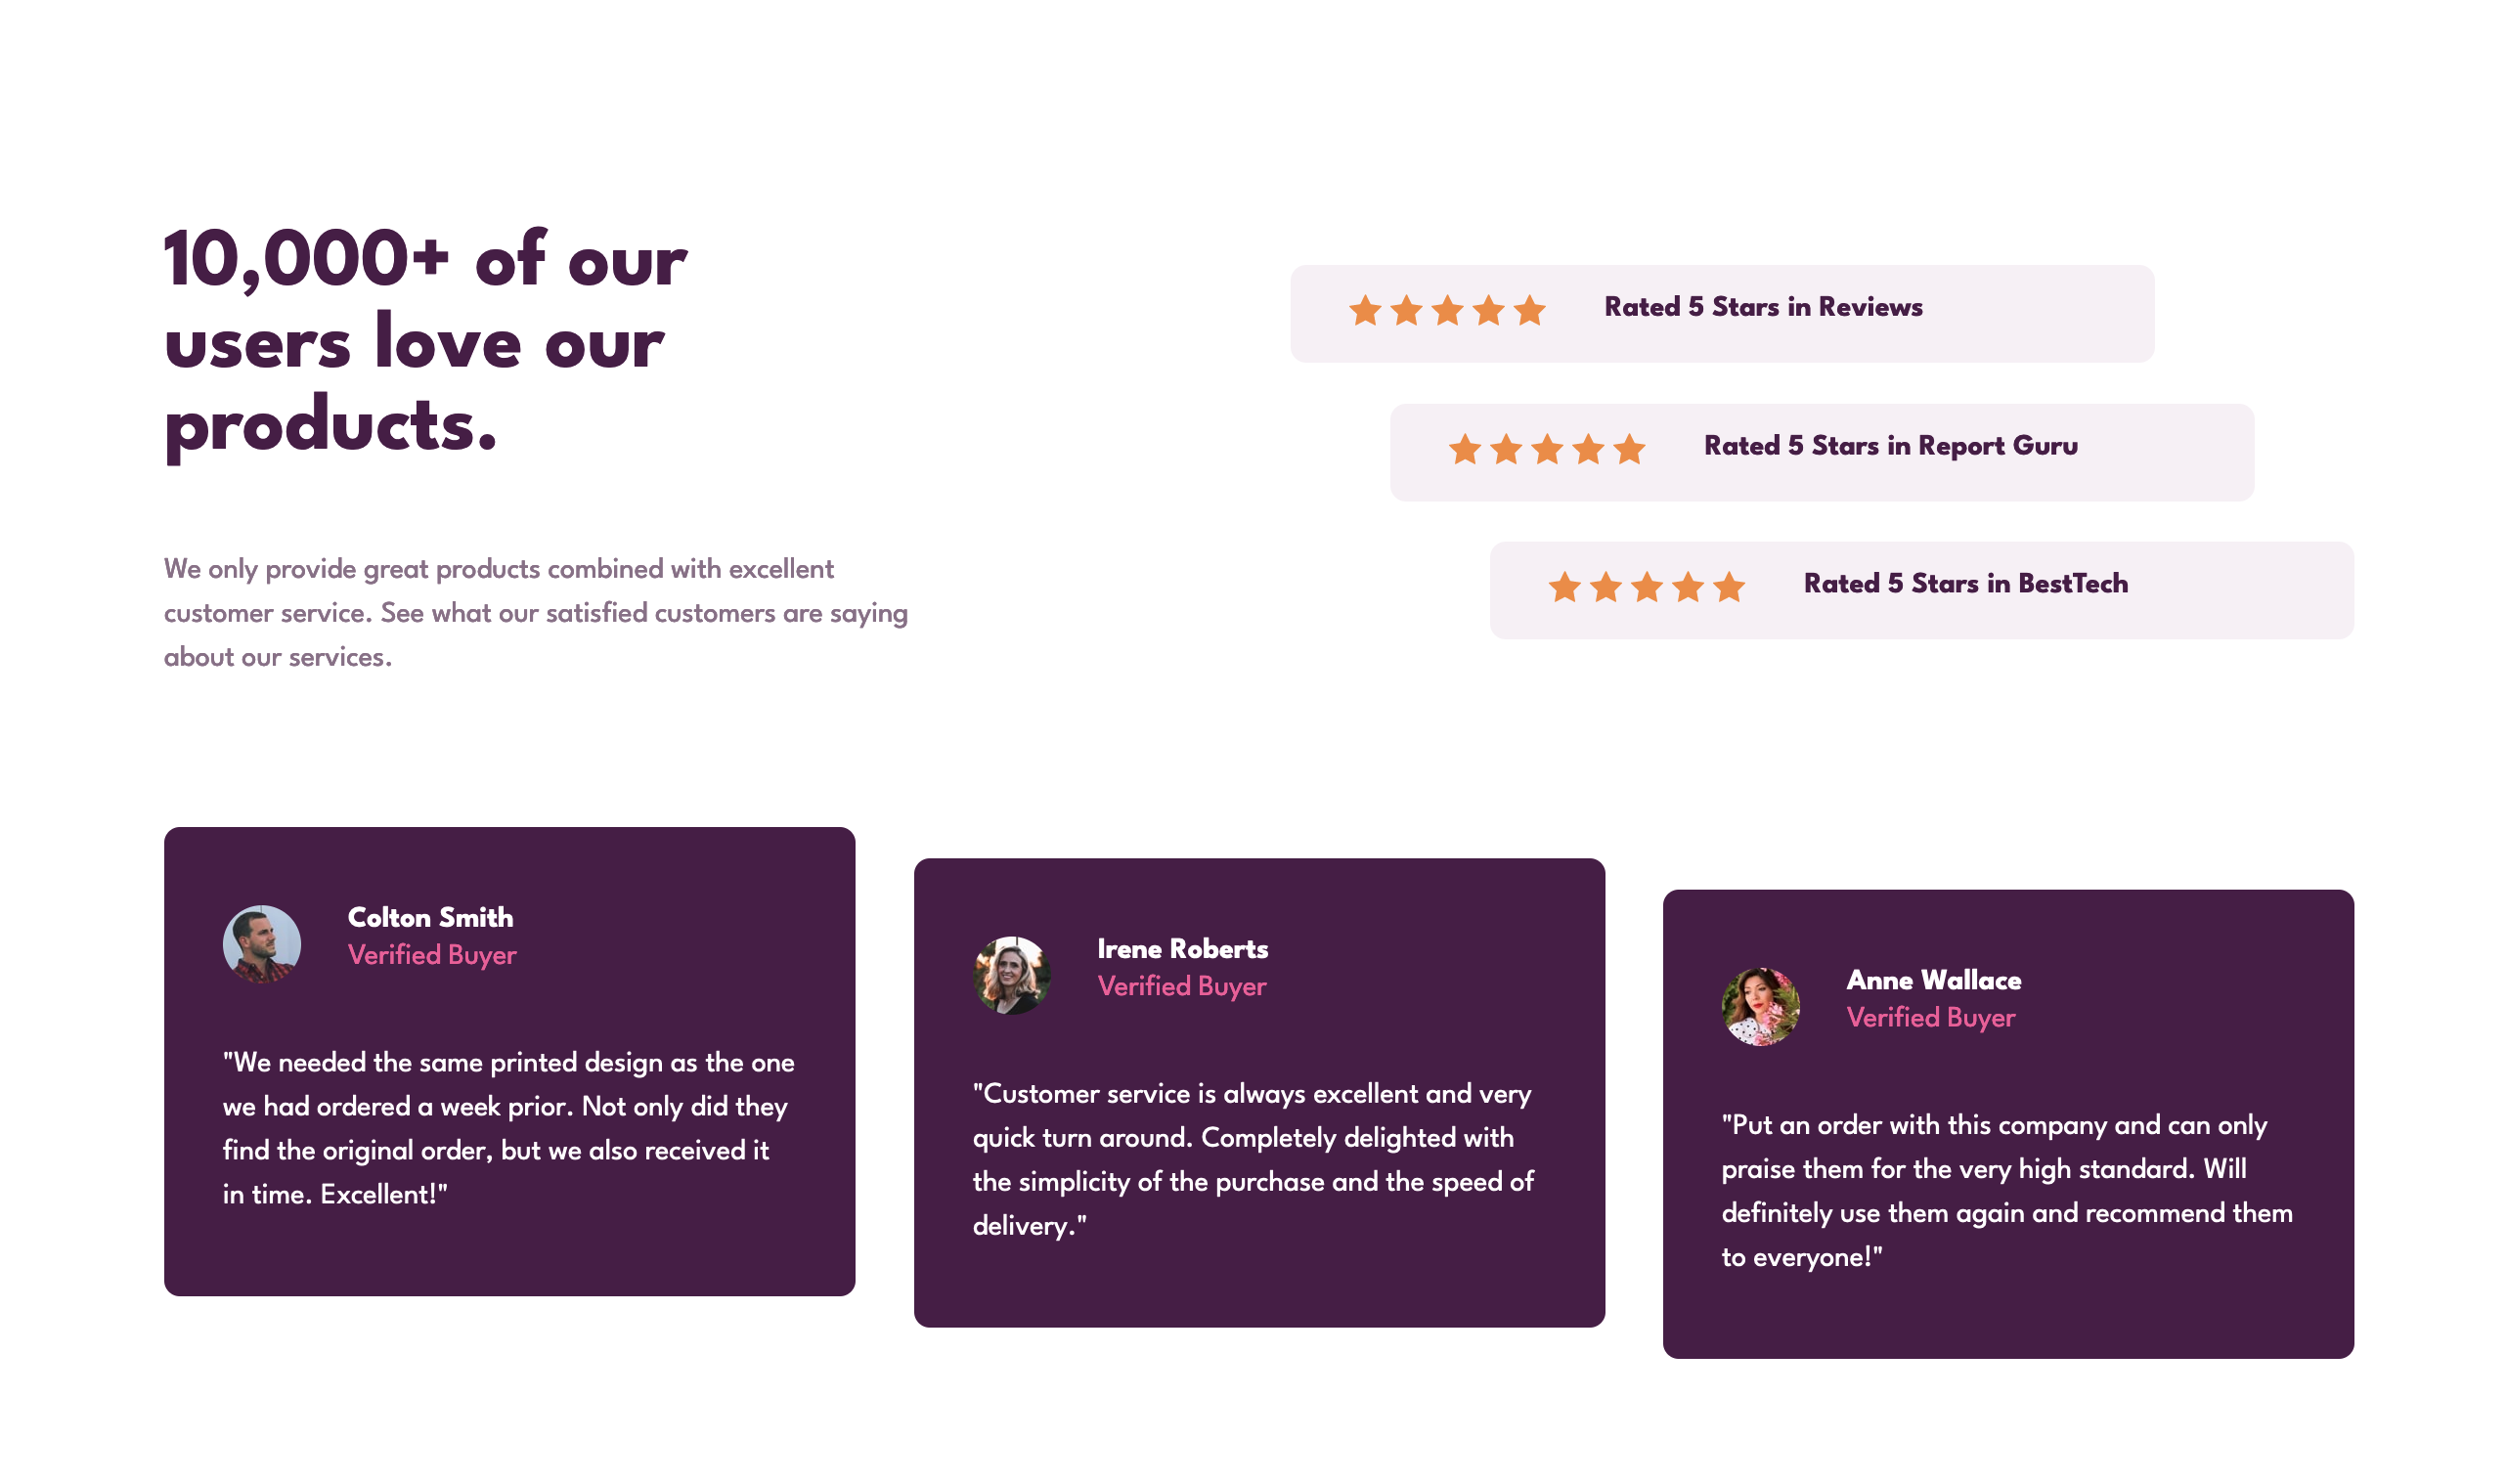 10,000+ of our
users love our
products.
We only provide great products combined with excellent
customer service. See what our satisfied customers are saying
about our services.
Rated 5 Stars in Reviews
Rated 5 Stars in Report Guru
Rated 5 Stars in BestTech
Colton Smith
Verified Buyer
"We needed the same printed design as the one
we had ordered a week prior. Not only did they
find the original order, but we also received it
in time. Excellent!"
Irene Roberts
Verified Buyer
"Customer service is always excellent and very
quick turn around. Completely delighted with
the simplicity of the purchase and the speed of
delivery."
Anne Wallace
Verified Buyer
"Put an order with this company and can only
praise them for the very high standard. Will
definitely use them again and recommend them
to everyone!"